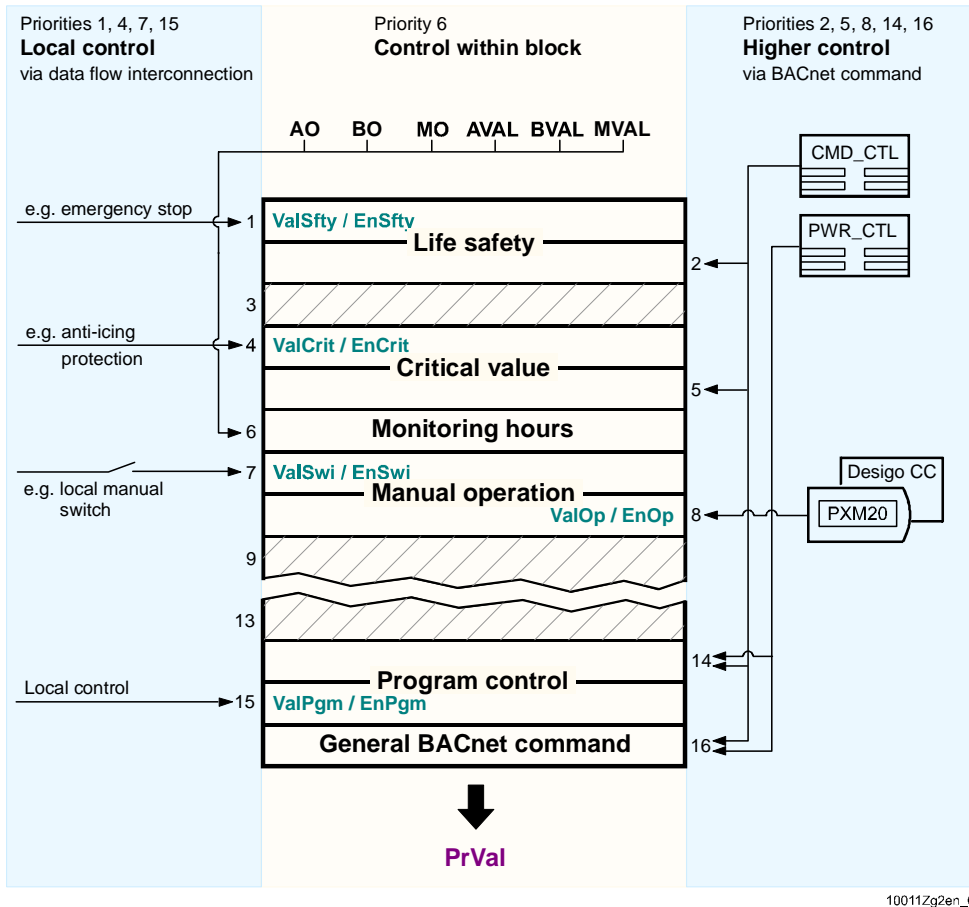 Priorities 1, 4, 7, 15
Local control
via data flow interconnection
Priority 6
Control within block
Priorities 2, 5, 8, 14, 16
Higher control
via BACnet command
AO BO MO AVAL BVAL MVAL
CMD_CTL
e.g. emergency stop
1
ValSfty / EnSfty
Life safety
PWR_CTL
2
3
e.g. anti-icing
protection
4
ValCrit / EnCrit
Critical value
5
6
Monitoring hours
7
ValSwi / EnSwi
e.g. local manual
switch
Manual operation
Desigo CC
ValOp / EnOp
8
PXM20
9
13
14
Program control
Local control
15
ValPgm / EnPgm
General BACnet command
16
PrVal